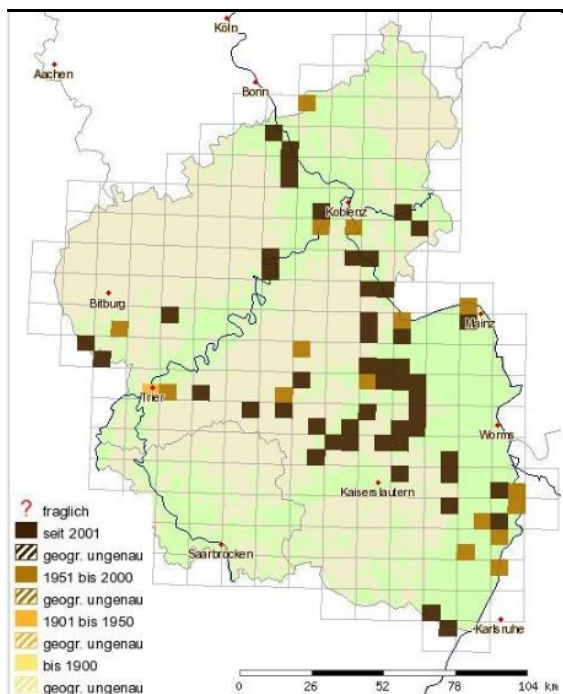 Köln
Aachen
Bonn
Koblenz
Bitburg
Mainz
Trier
Worms
Kaiserslautern
Saarbrücken
Karlsruhe
? fraglich
seit 2001
geogr. ungenau
1951 bis 2000
geogr. ungenau
1901 bis 1950
geogr. ungenau
bis 1900
geogr. ungenau
0 26 52 78 104 km